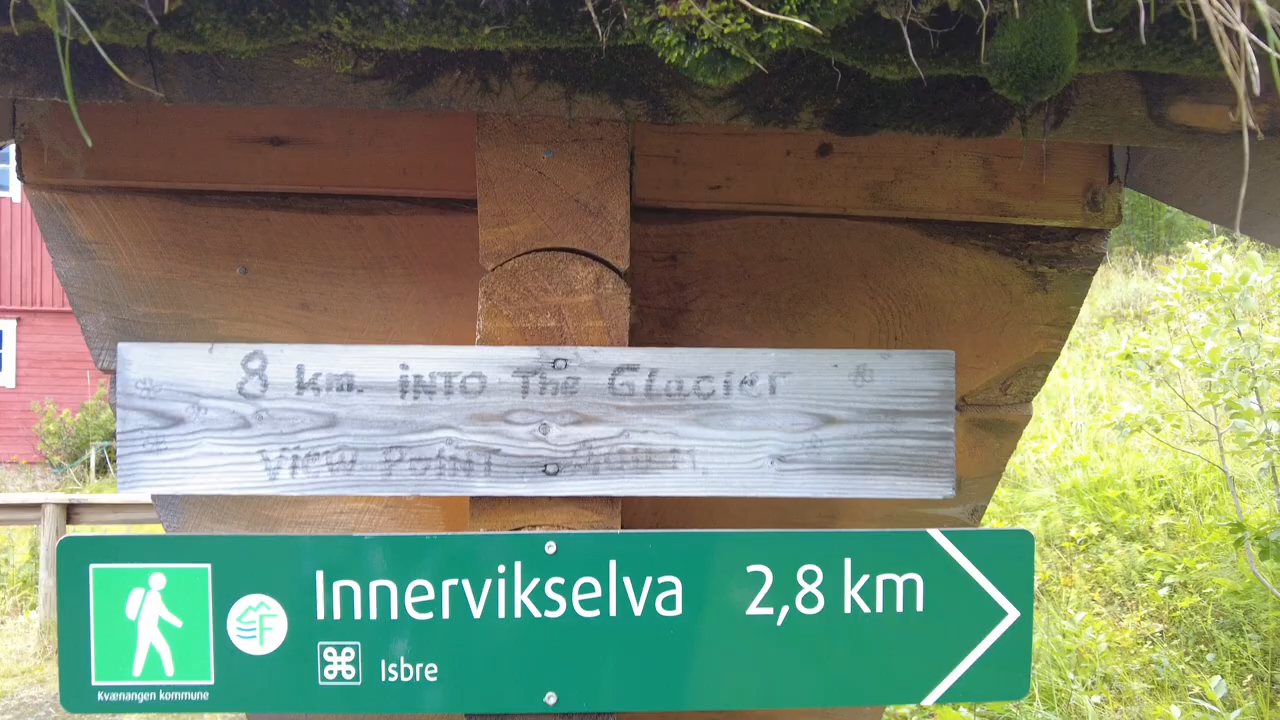 8 km. iNTO The Glacier
View PoiNT
Innervikselva 2,8 km
Isbre
Kvænangen kommune